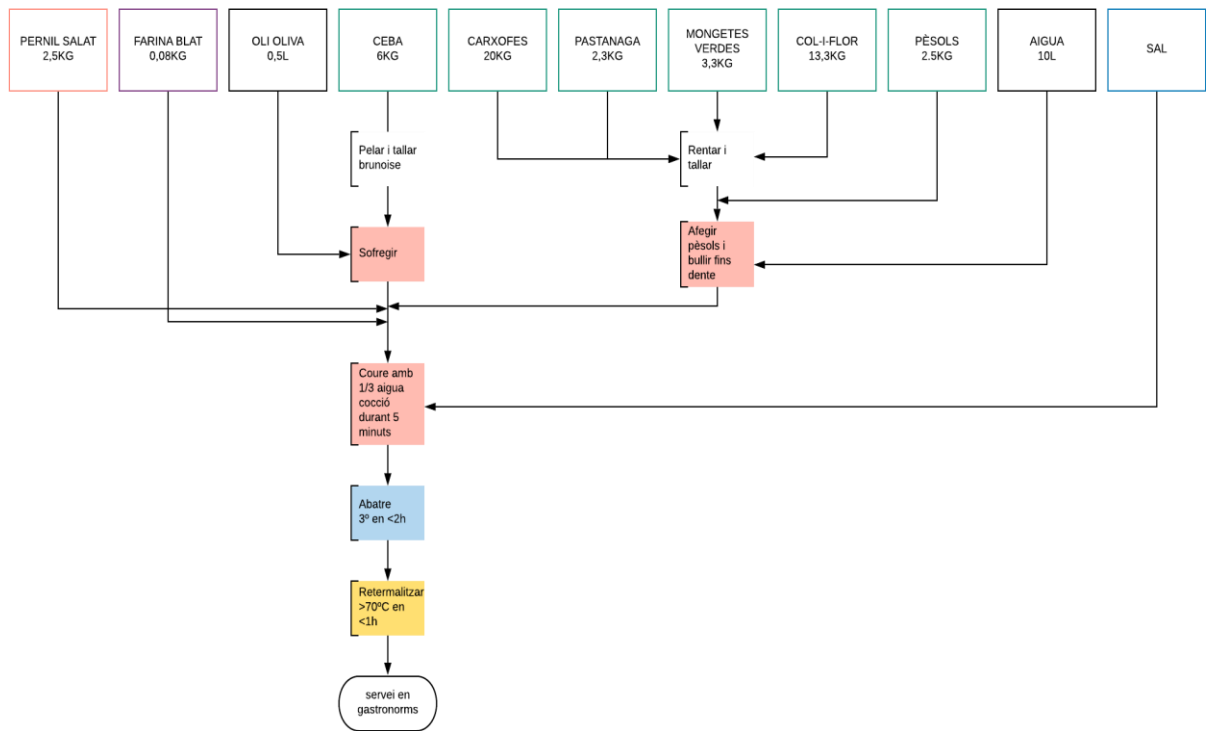 PERNIL SALAT
2,5KG
FARINA BLAT
0,08KG
OLI OLIVA
0,5L
CEBA
6KG
CARXOFES
20KG
PASTANAGA
2,3KG
MONGETES
VERDES
3,3KG
COL-I-FLOR
13,3KG
PÈSOLS
2.5KG
AIGUA
10L
SAL
Pelar i tallar
brunoise
Rentar i
tallar
Sofregir
Afegir
pèsols i
bullir fins
dente
Coure amb
1/3 aigua
cocció
durant 5
minuts
Abatre
3º en <2h
Retermalitzar
>70ºC en
<1h
servei en
gastronorms